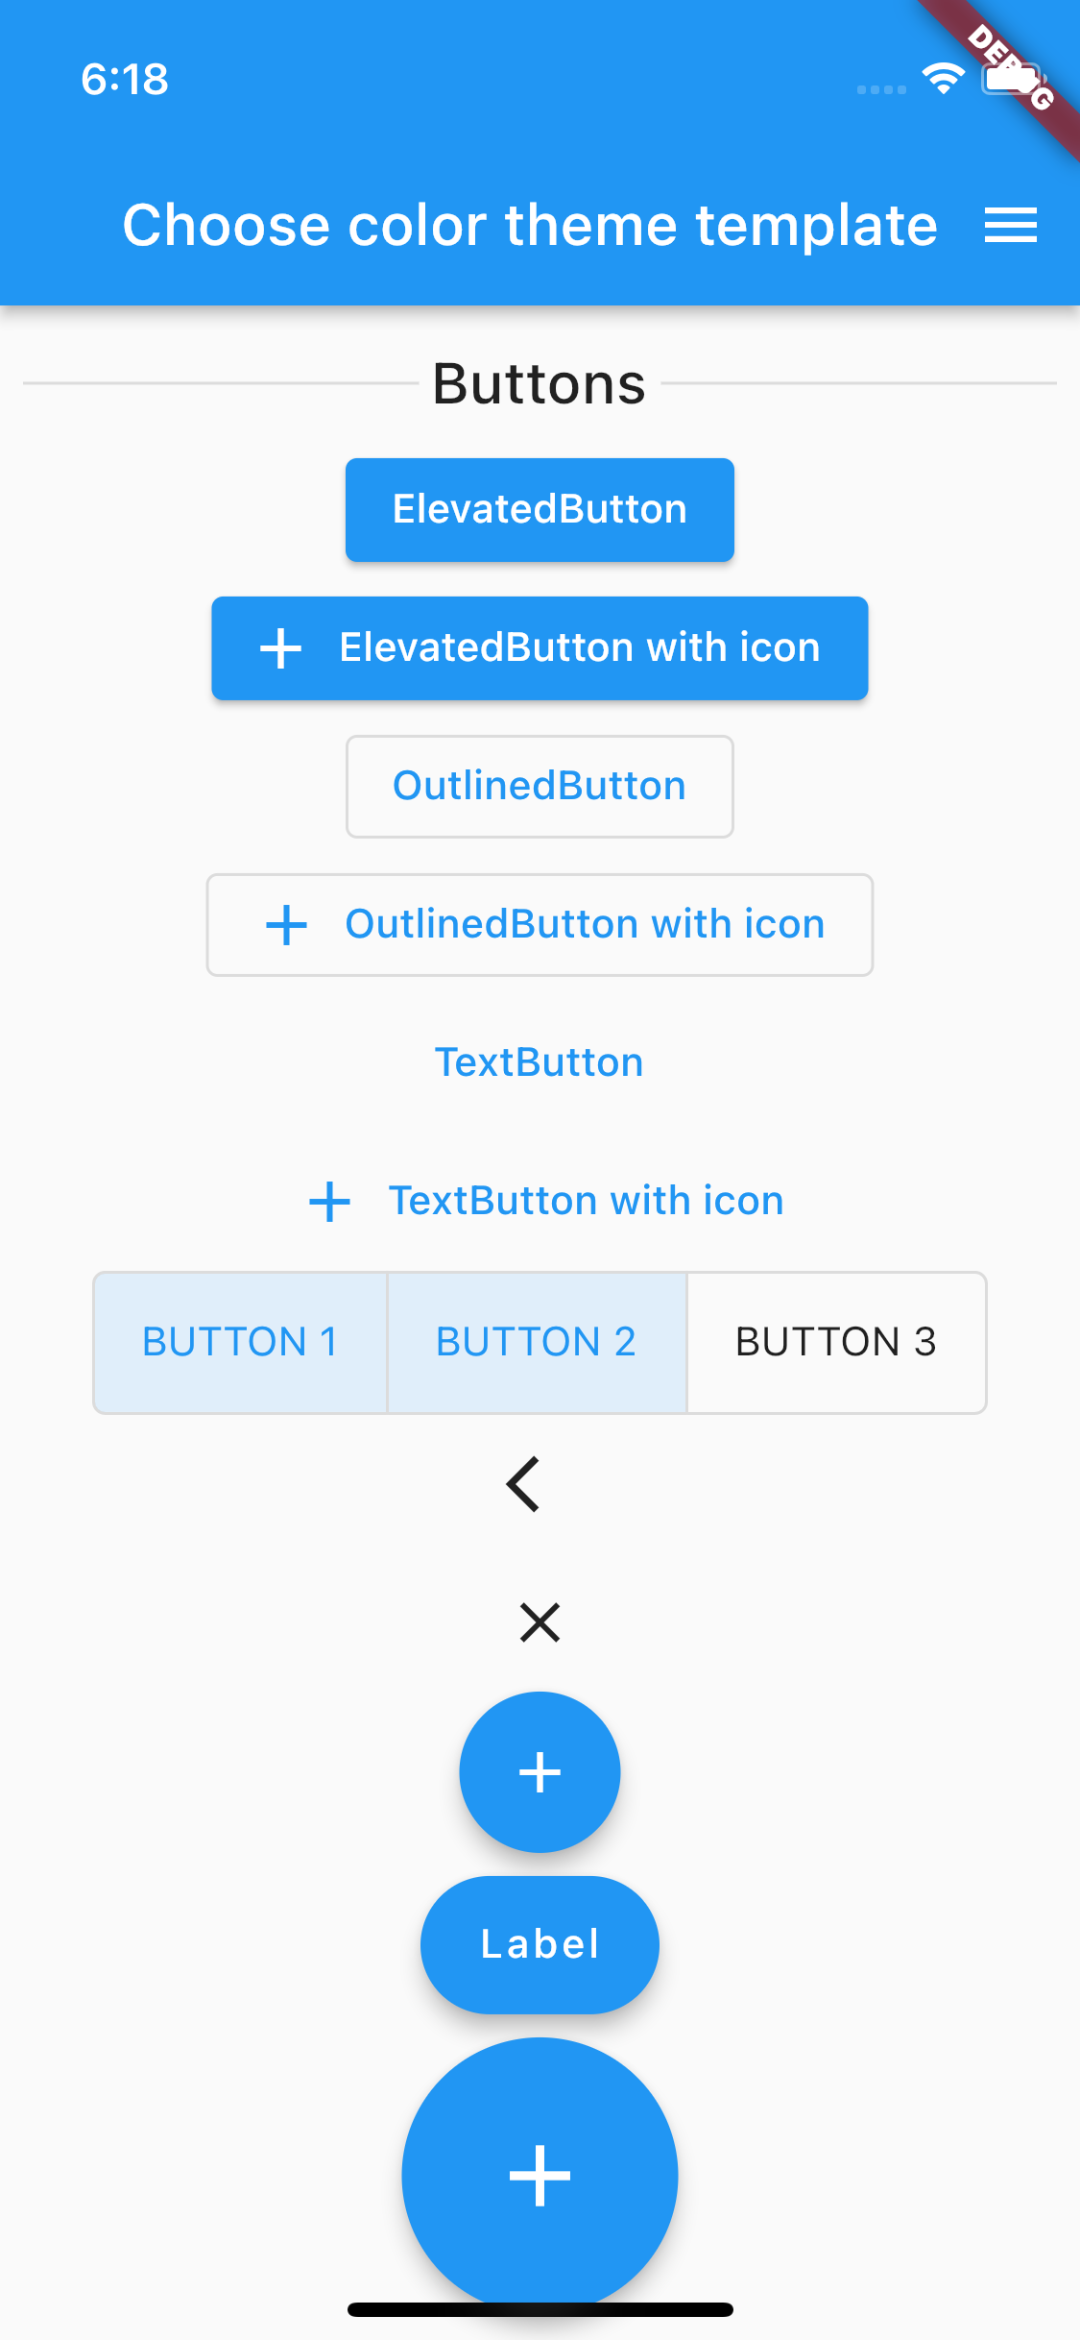 6:18
DEBUG
Choose color theme template
Buttons
ElevatedButton
ElevatedButton with icon
OutlinedButton
OutlinedButton with icon
TextButton
TextButton with icon
BUTTON 1 BUTTON 2 BUTTON 3
Label